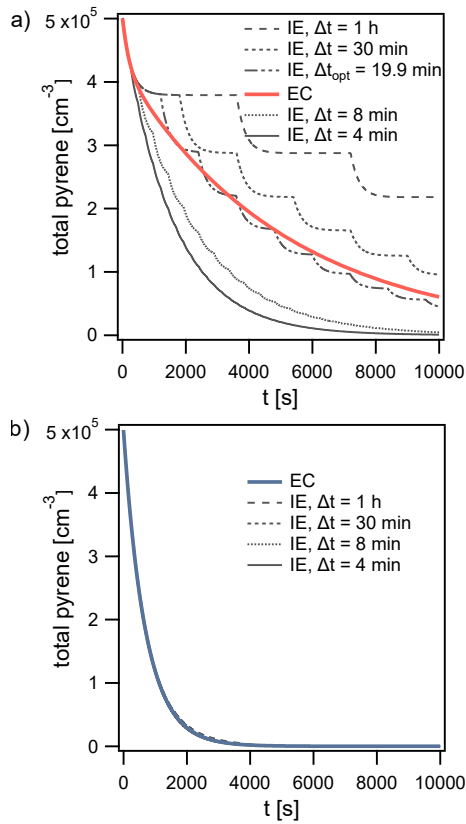 a)
5 x10⁵
4
3
2
1
0
total pyrene [cm⁻³]
IE, Δt = 1 h
IE, Δt = 30 min
IE, Δtopt = 19.9 min
EC
IE, Δt = 8 min
IE, Δt = 4 min
0 2000 4000 6000 8000 10000
t [s]
b)
5 x10⁵
4
3
2
1
0
total pyrene [cm⁻³]
EC
IE, Δt = 1 h
IE, Δt = 30 min
IE, Δt = 8 min
IE, Δt = 4 min
0 2000 4000 6000 8000 10000
t [s]